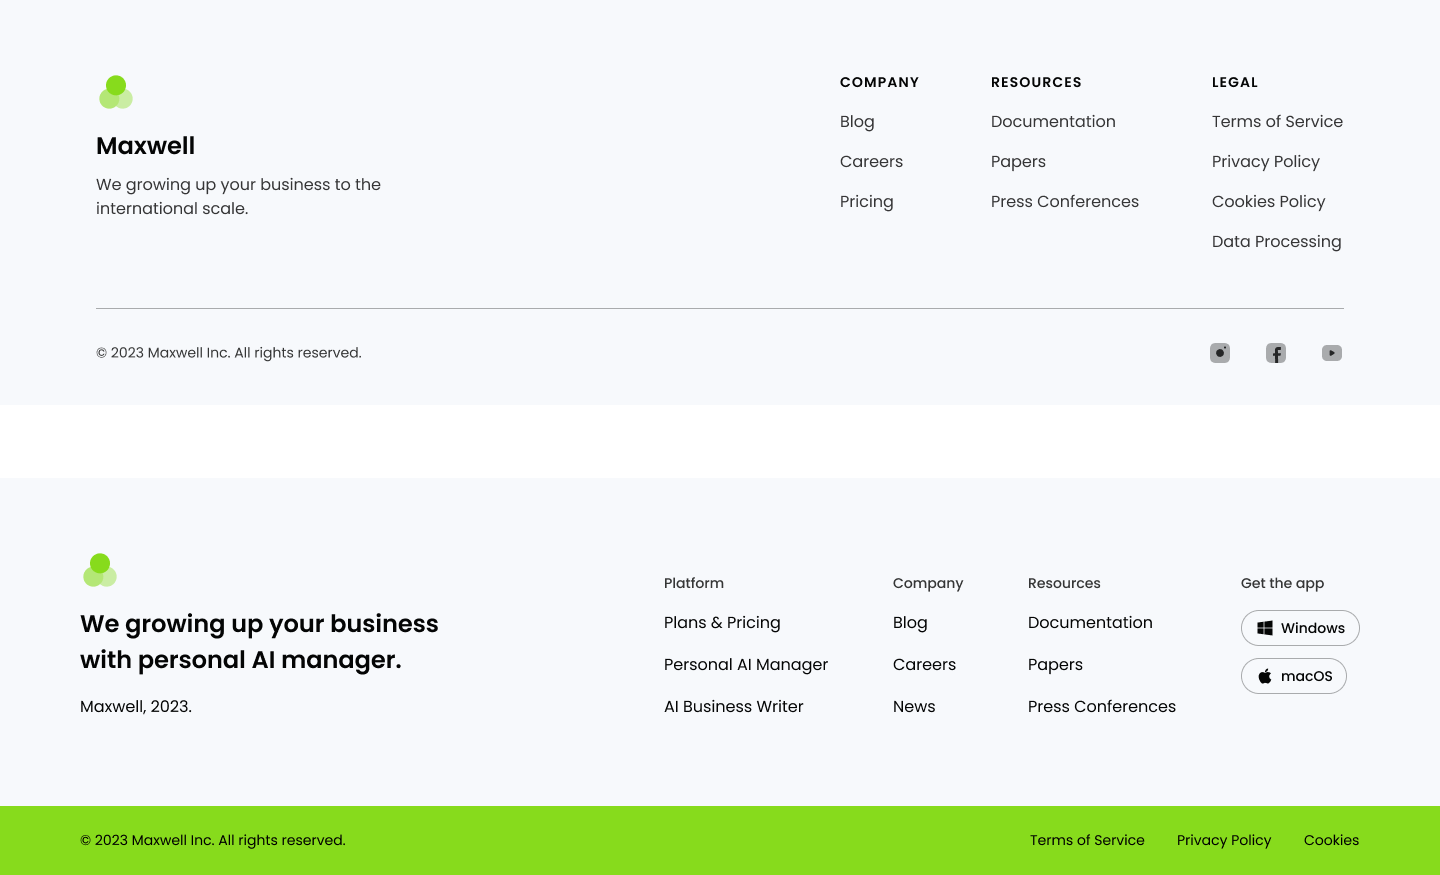 Maxwell
We growing up your business to the
international scale.
COMPANY
Blog
Careers
Pricing
RESOURCES
Documentation
Papers
Press Conferences
LEGAL
Terms of Service
Privacy Policy
Cookies Policy
Data Processing
© 2023 Maxwell Inc. All rights reserved.
We growing up your business
with personal AI manager.
Maxwell, 2023.
Platform
Plans & Pricing
Personal AI Manager
AI Business Writer
Company
Blog
Careers
News
Resources
Documentation
Papers
Press Conferences
Get the app
Windows
macOS
© 2023 Maxwell Inc. All rights reserved.
Terms of Service
Privacy Policy
Cookies